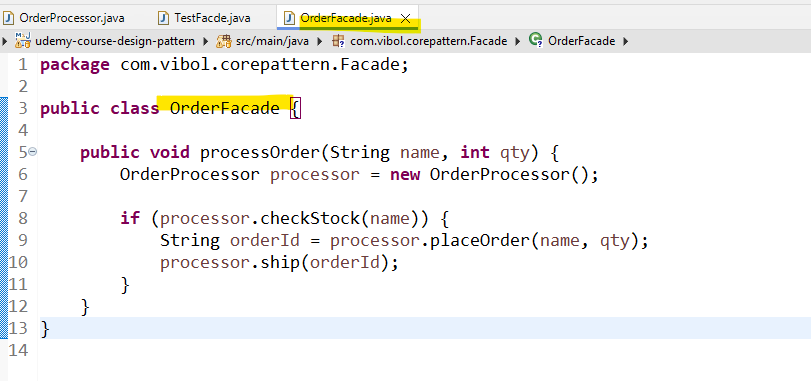 OrderProcessor.java TestFacde.java OrderFacade.java
udemy-course-design-pattern src/main/java com.vibol.corepattern.Facade OrderFacade
1 package com.vibol.corepattern.Facade;
2
3 public class OrderFacade {
4
5 public void processOrder(String name, int qty) {
6 OrderProcessor processor = new OrderProcessor();
7
8 if (processor.checkStock(name)) {
9 String orderId = processor.placeOrder(name, qty);
10 processor.ship(orderId);
11 }
12 }
13 }
14